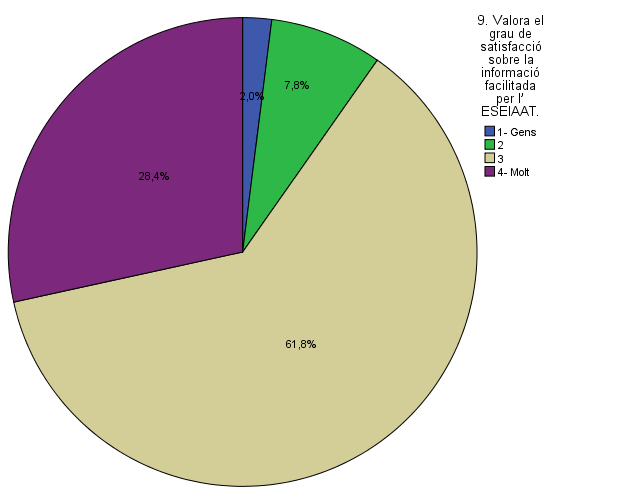 9. Valora el
grau de
satisfacció
sobre la
informació
facilitada
per l'
ESEIAAT.
1- Gens
2
3
4- Molt
2,0%
7,8%
28,4%
61,8%